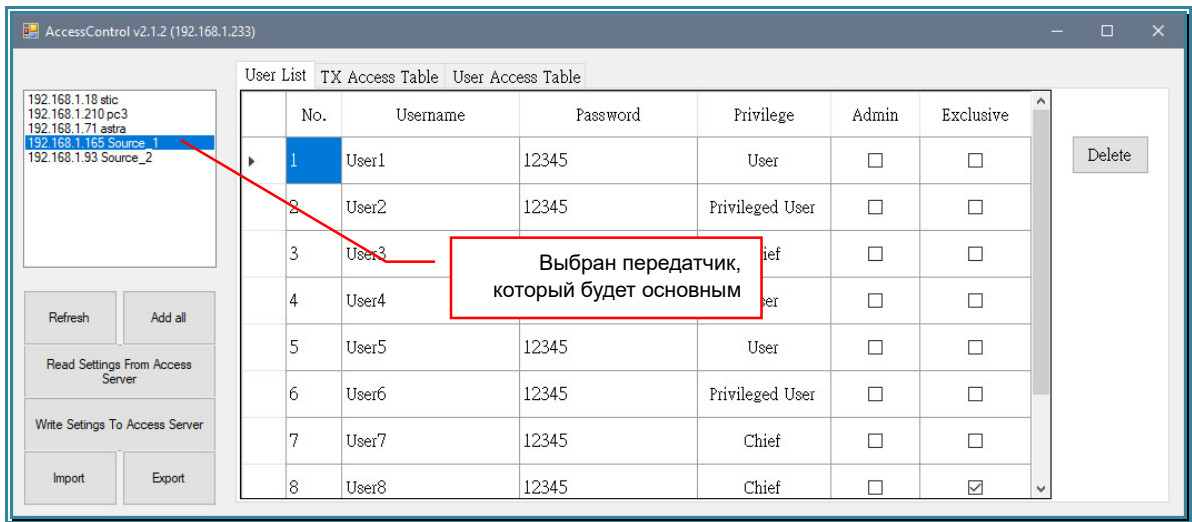 AccessControl v2.1.2 (192.168.1.233)
User List TX Access Table User Access Table
192.168.1.18 stic
192.168.1.210 pc3
192.168.1.71 astra
192.168.1.165 Source_1
192.168.1.93 Source_2
No. Username Password Privilege Admin Exclusive
1 User1 12345 User
2 User2 12345 Privileged User
3 User3
4 User4
5 User5 12345 User
6 User6 12345 Privileged User
7 User7 12345 Chief
8 User8 12345 Chief
Delete
Выбран передатчик,
который будет основным
Refresh Add all
Read Settings From Access
Server
Write Setings To Access Server
Import Export